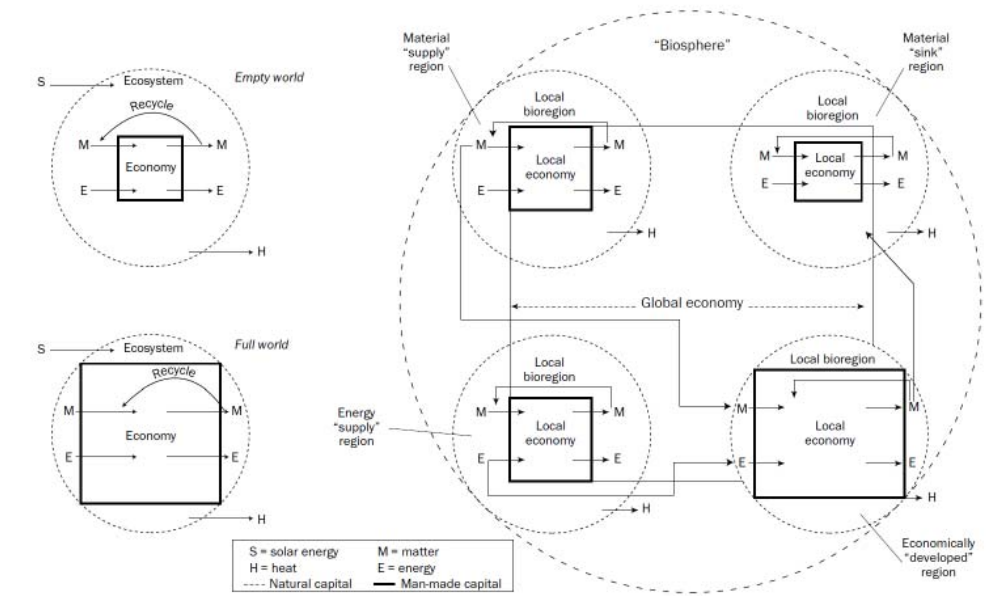 Empty world
S
Ecosystem
Recycle
M
M
Economy
E
E
H
Full world
S
Ecosystem
Recycle
M
M
Economy
E
E
H
"Biosphere"
Material
"supply"
region
Local
bioregion
M
M
Local
economy
E
E
H
Material
"sink"
region
Local
bioregion
M
M
Local
economy
E
E
H
Global economy
Energy
"supply"
region
Local
bioregion
M
M
Local
economy
E
E
H
Local bioregion
M
M
Local
economy
E
E
H
Economically
"developed"
region
S = solar energy M = matter
H = heat E = energy
Natural capital Man-made capital